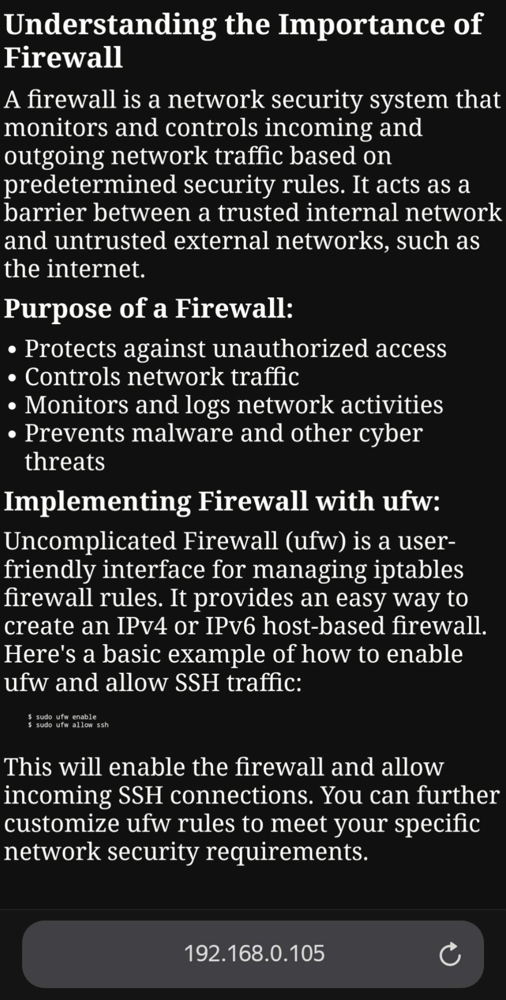 Understanding the Importance of
Firewall
A firewall is a network security system that
monitors and controls incoming and
outgoing network traffic based on
predetermined security rules. It acts as a
barrier between a trusted internal network
and untrusted external networks, such as
the internet.
Purpose of a Firewall:
• Protects against unauthorized access
• Controls network traffic
• Monitors and logs network activities
• Prevents malware and other cyber
threats
Implementing Firewall with ufw:
Uncomplicated Firewall (ufw) is a user-
friendly interface for managing iptables
firewall rules. It provides an easy way to
create an IPv4 or IPv6 host-based firewall.
Here's a basic example of how to enable
ufw and allow SSH traffic:
$ sudo ufw enable
$ sudo ufw allow ssh
This will enable the firewall and allow
incoming SSH connections. You can further
customize ufw rules to meet your specific
network security requirements.
192.168.0.105